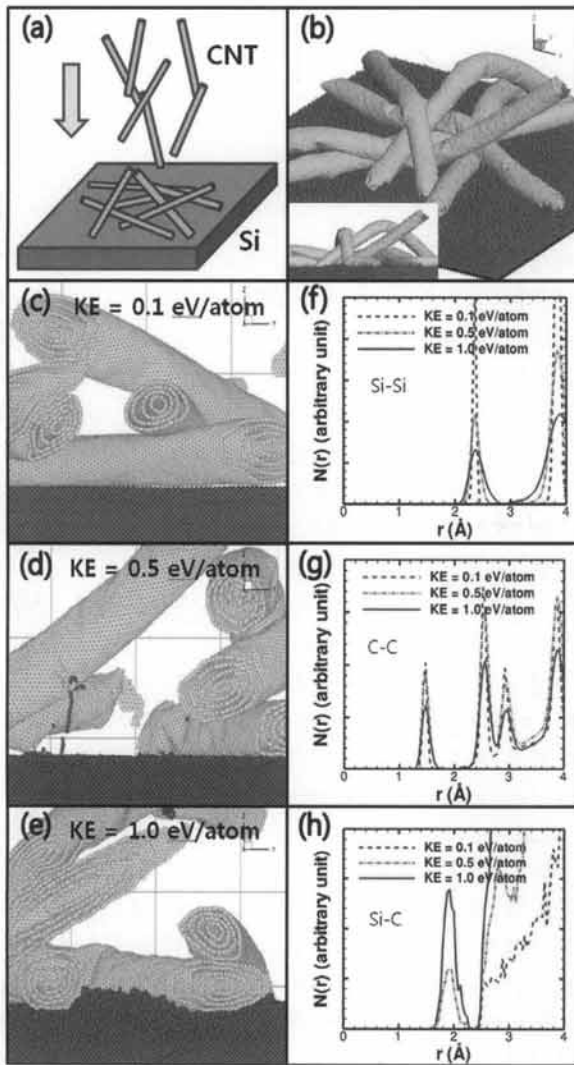 (a)
CNT
Si
(b)
(c) KE = 0.1 eV/atom
(f)
KE = 0.1 eV/atom
KE = 0.5 eV/atom
KE = 1.0 eV/atom
Si-Si
N(r) (arbitrary unit)
0 1 2 3 4
r (Å)
(d) KE = 0.5 eV/atom
(g)
KE = 0.1 eV/atom
KE = 0.5 eV/atom
KE = 1.0 eV/atom
C-C
N(r) (arbitrary unit)
0 1 2 3 4
r (Å)
(e) KE = 1.0 eV/atom
(h)
KE = 0.1 eV/atom
KE = 0.5 eV/atom
KE = 1.0 eV/atom
Si-C
N(r) (arbitrary unit)
0 1 2 3 4
r (Å)